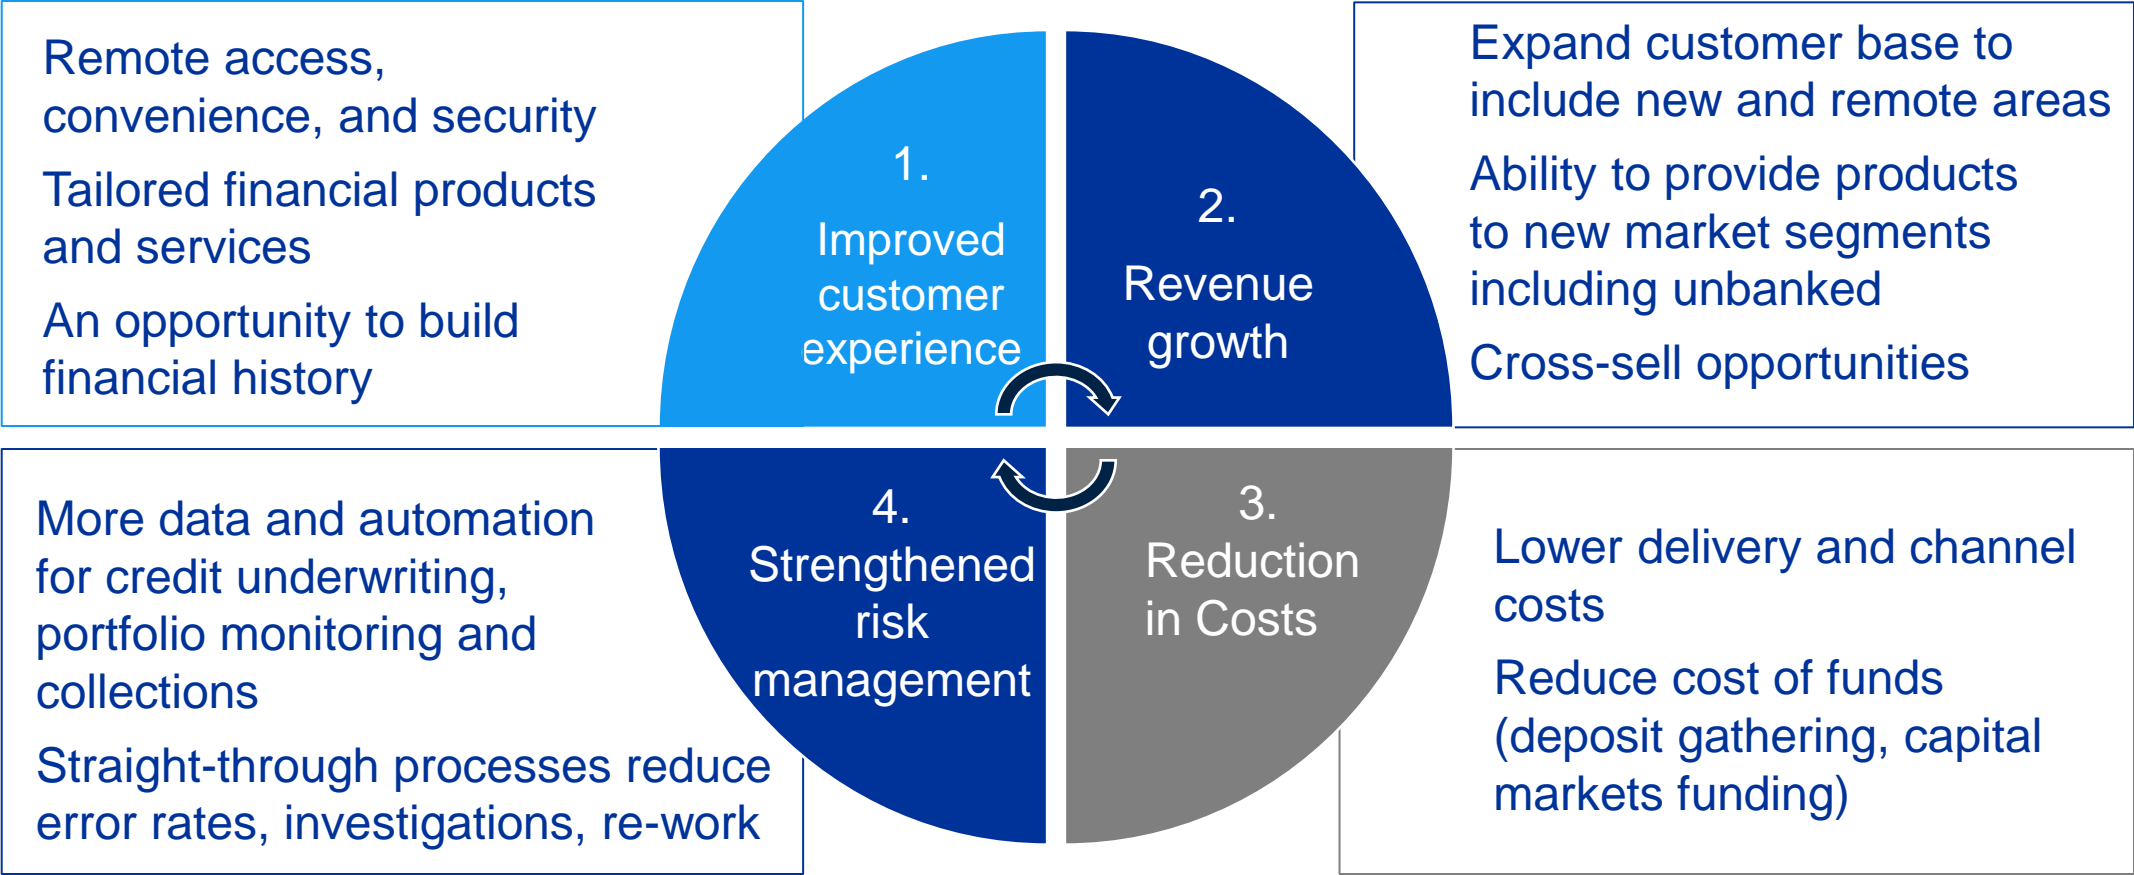 Remote access,
convenience, and security
Tailored financial products
and services
An opportunity to build
financial history
1.
Improved
customer
experience
2.
Revenue
growth
Expand customer base to
include new and remote areas
Ability to provide products
to new market segments
including unbanked
Cross-sell opportunities
More data and automation
for credit underwriting,
portfolio monitoring and
collections
Straight-through processes reduce
error rates, investigations, re-work
4.
Strengthened
risk
management
3.
Reduction
in Costs
Lower delivery and channel
costs
Reduce cost of funds
(deposit gathering, capital
markets funding)